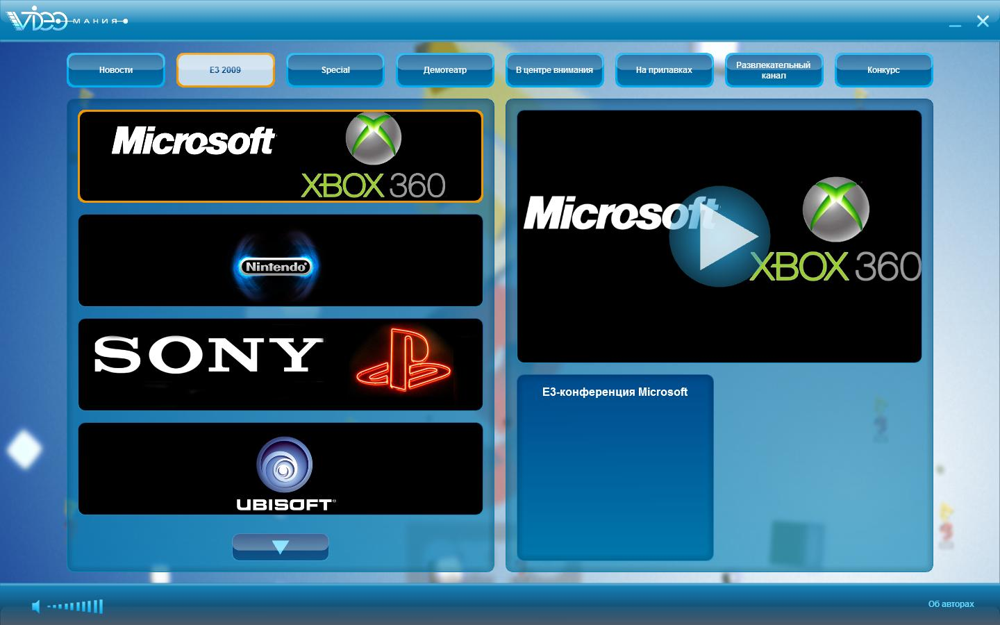 VIDEO МАНИЯ
Новости
E3 2009
Special
Демотеатр
В центре внимания
На прилавках
Развлекательный
канал
Конкурс
Microsoft
XBOX 360
Nintendo®
SONY
UBISOFT®
Microsoft
XBOX 360
E3-конференция Microsoft
Об авторах